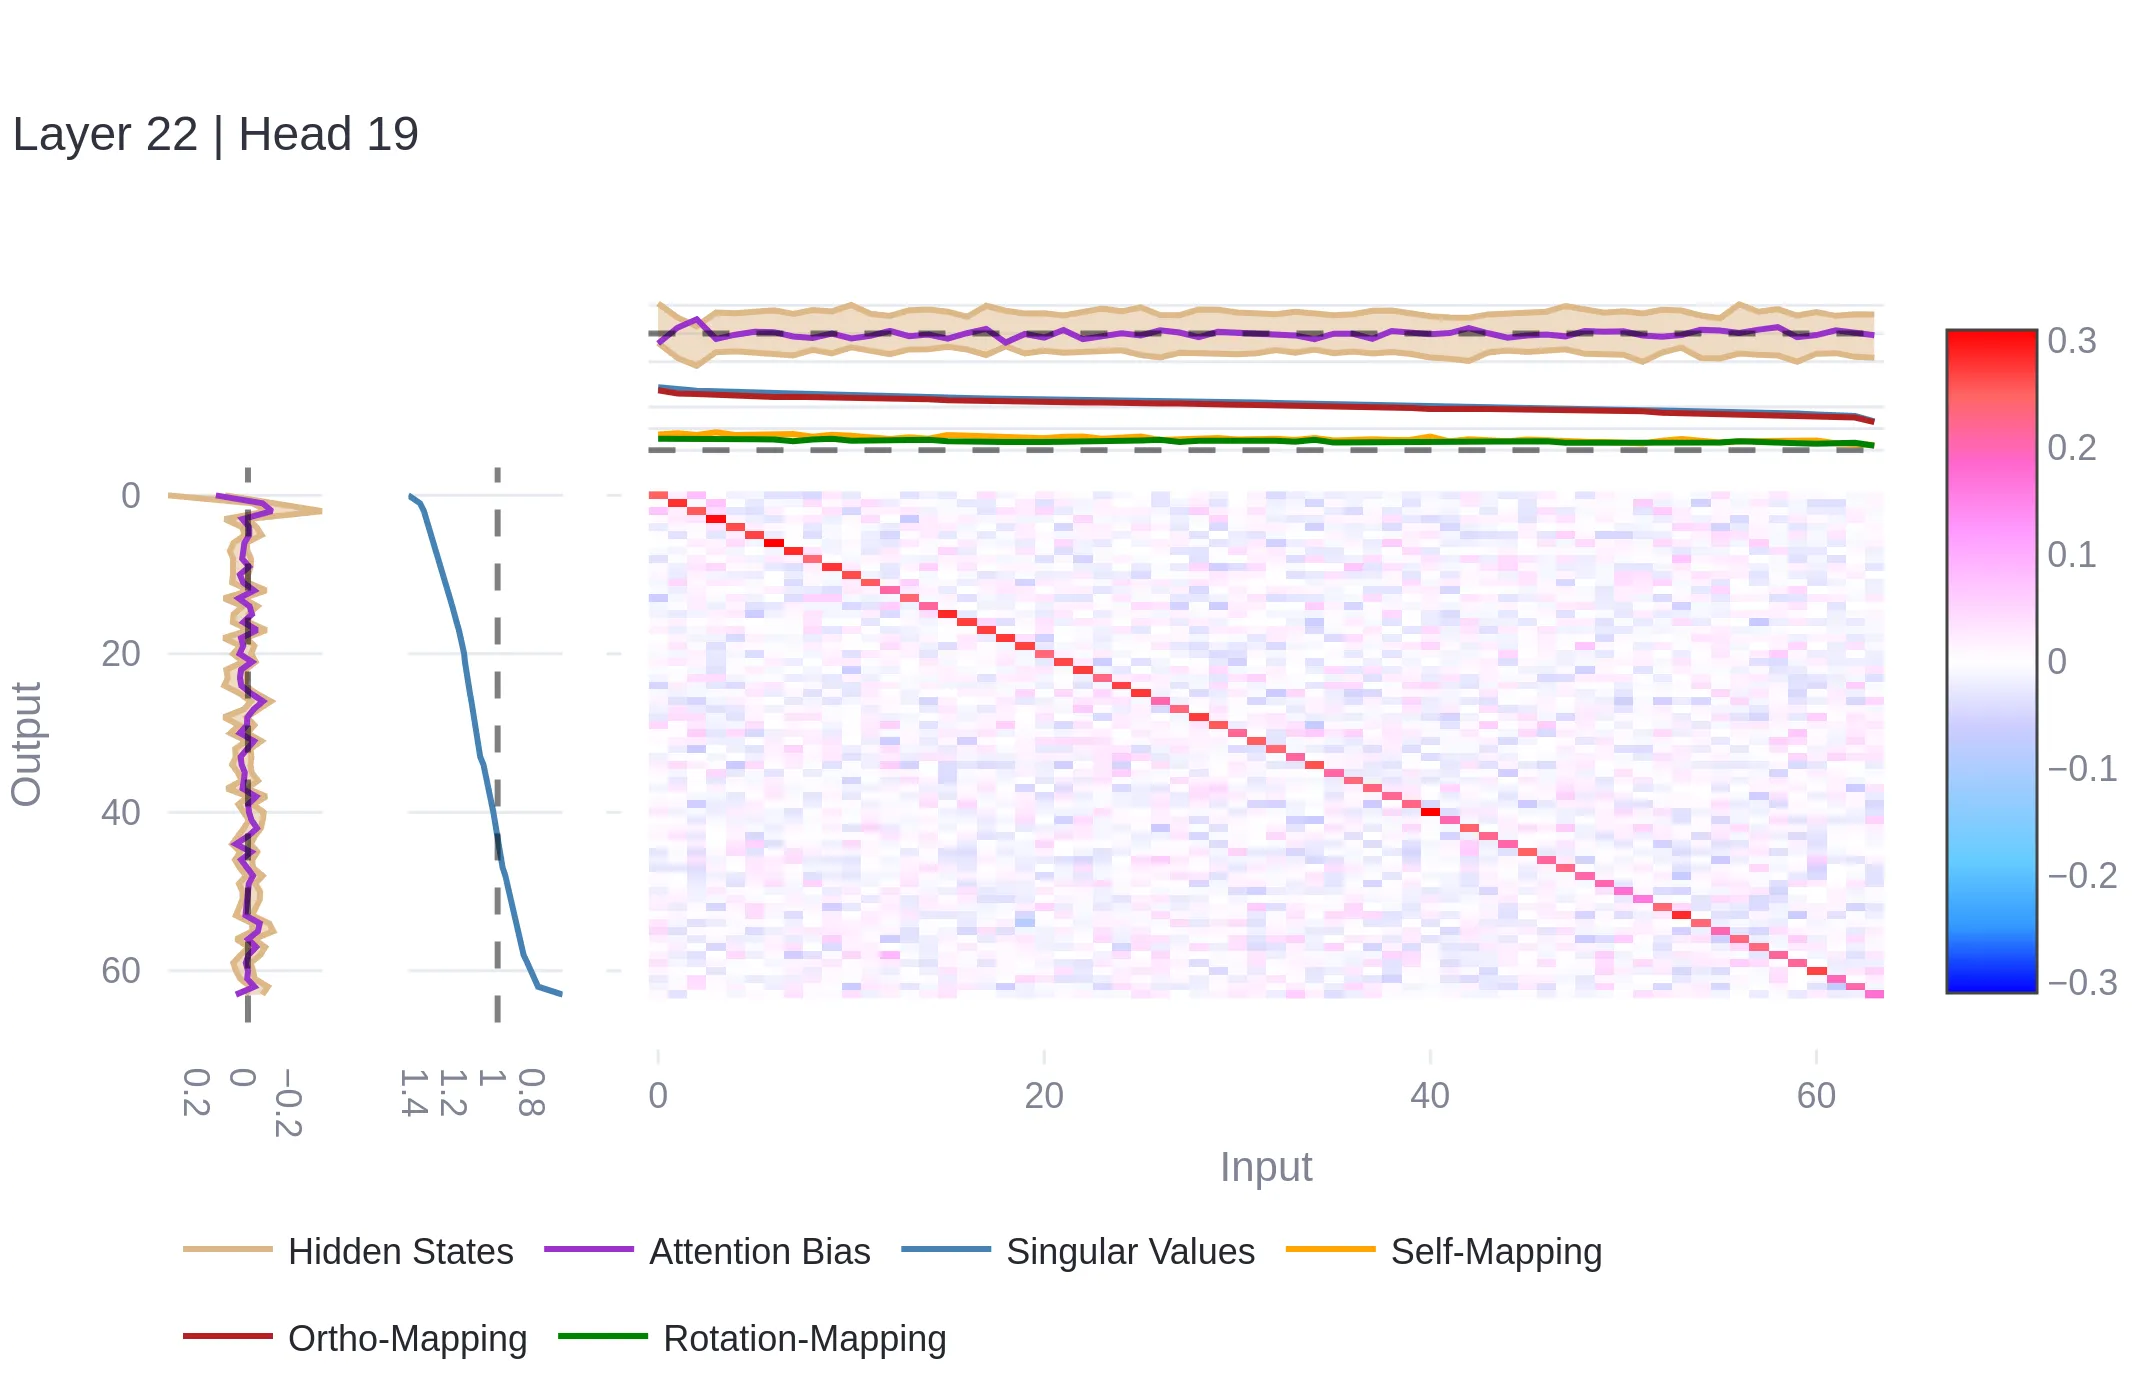 Layer 22 | Head 19
0.3
0.2
0.1
0
−0.1
−0.2
−0.3
0
20
40
60
Output
0.2
0
−0.2
1.4
1.2
1
0.8
0
20
40
60
Input
Hidden States
Attention Bias
Singular Values
Self-Mapping
Ortho-Mapping
Rotation-Mapping